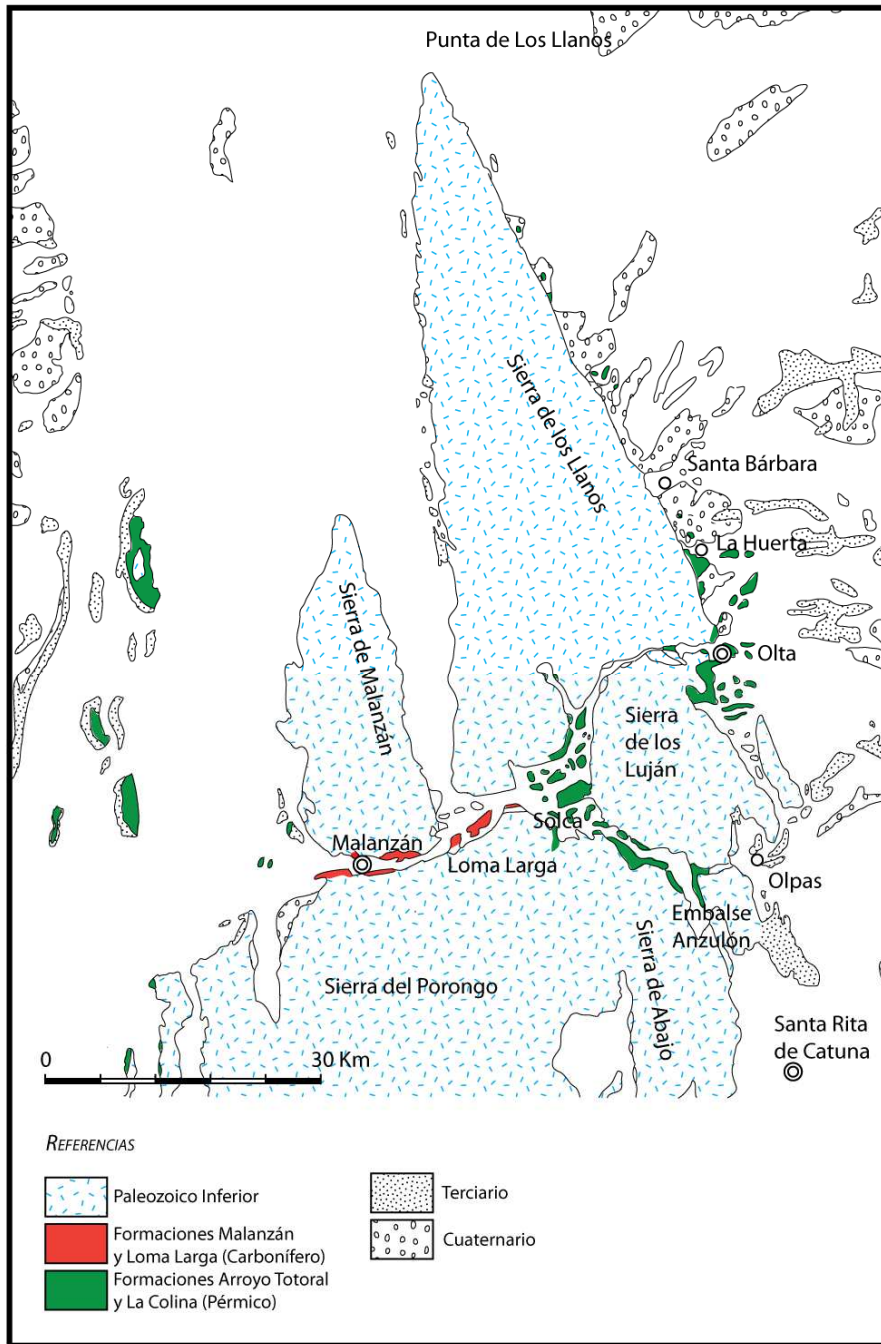 Punta de Los Llanos
Sierra de los Llanos
Santa Bárbara
La Huerta
Sierra de Malanzán
Olta
Sierra
de los
Luján
Solca
Malanzán
Loma Larga
Olpas
Embalse
Anzulón
Sierra del Porongo
Sierra de Abajo
Santa Rita
de Catuna
0 30 Km
REFERENCIAS
Paleozoico Inferior
Formaciones Malanzán
y Loma Larga (Carbonífero)
Formaciones Arroyo Totoral
y La Colina (Pérmico)
Terciario
Cuaternario